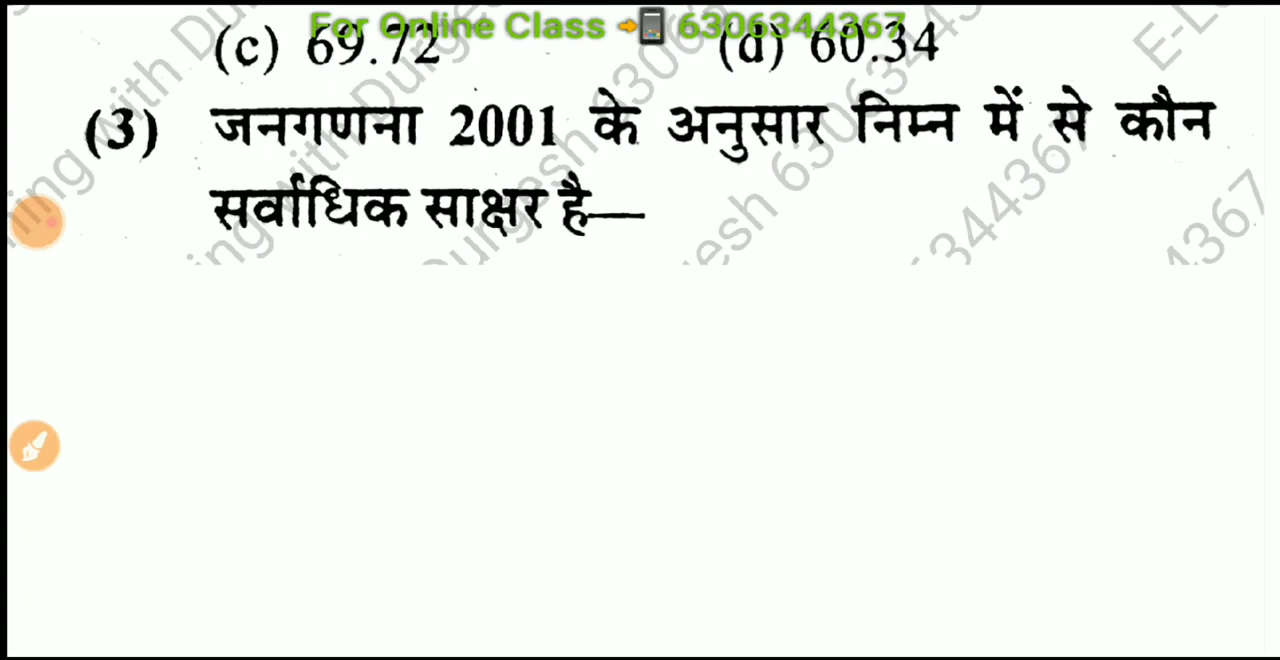 For Online Class 6306344367
(c) 69.72 (d) 60.34
(3) जनगणना 2001 के अनुसार निम्न में से कौन
सर्वाधिक साक्षर है—